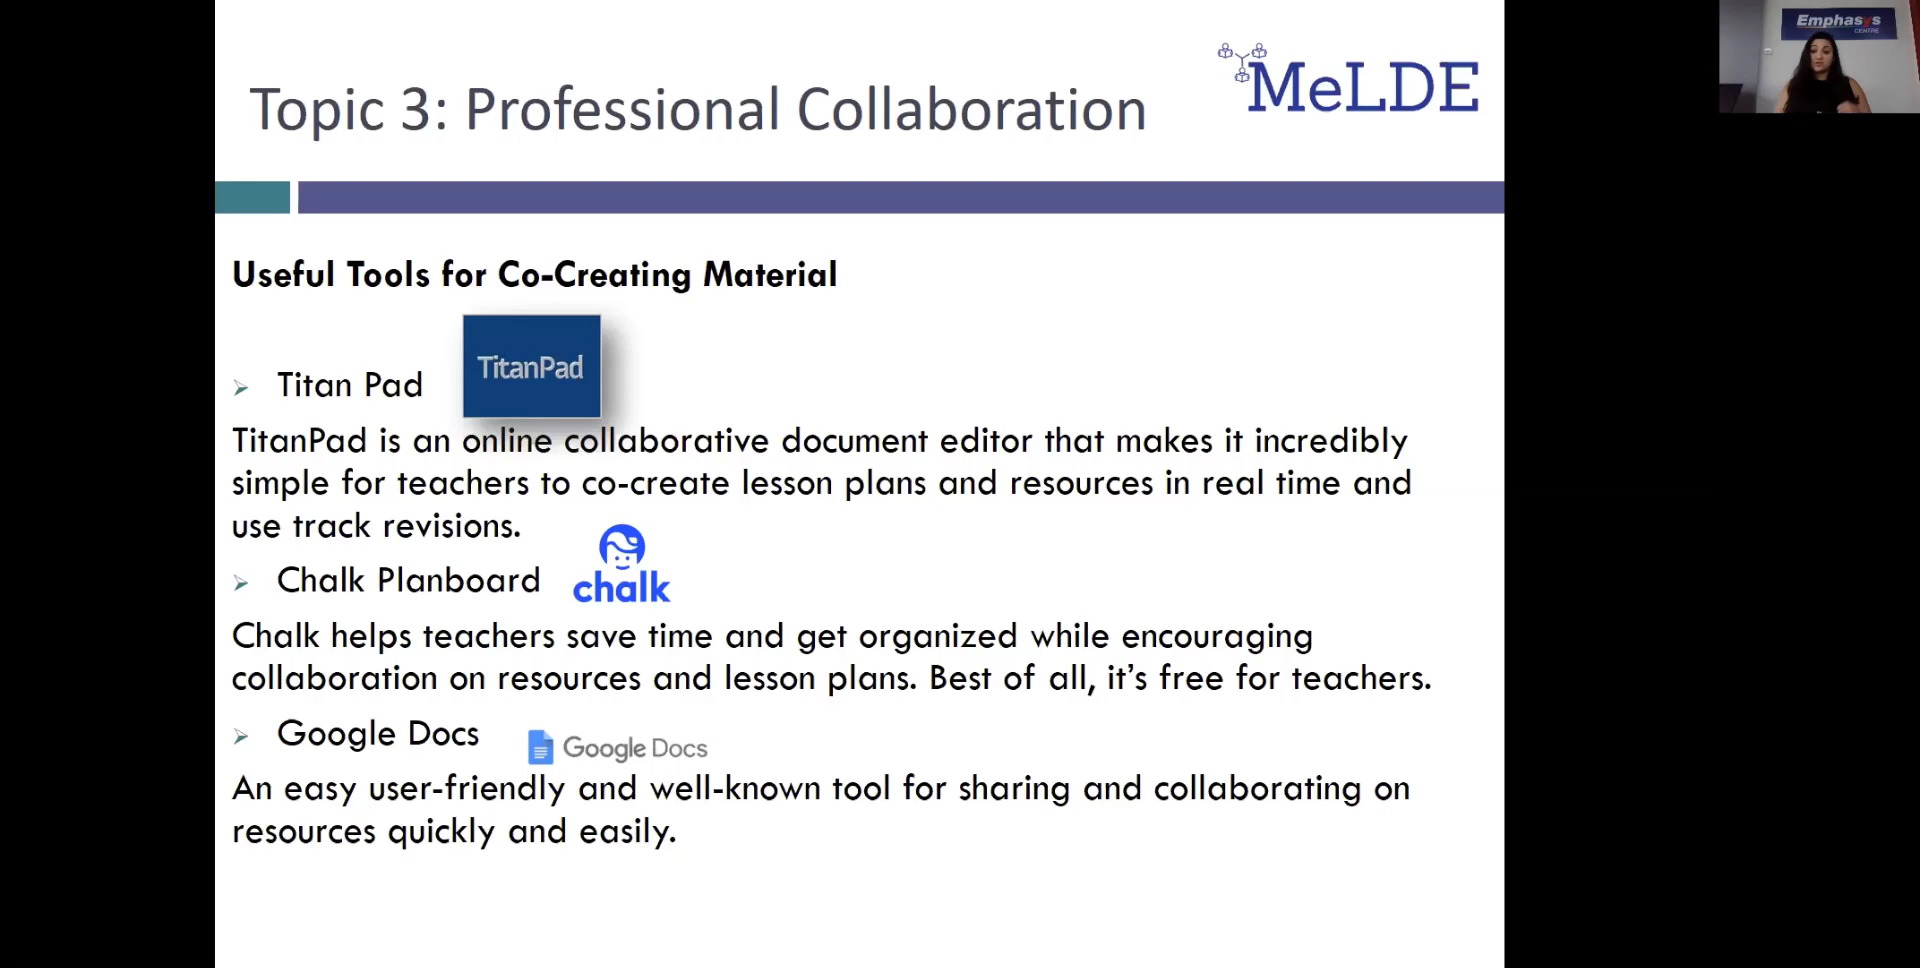 Topic 3: Professional Collaboration
MeLDE
Emphasys
CENTRE
Useful Tools for Co-Creating Material
Titan Pad
TitanPad
TitanPad is an online collaborative document editor that makes it incredibly
simple for teachers to co-create lesson plans and resources in real time and
use track revisions.
Chalk Planboard
chalk
Chalk helps teachers save time and get organized while encouraging
collaboration on resources and lesson plans. Best of all, it’s free for teachers.
Google Docs
Google Docs
An easy user-friendly and well-known tool for sharing and collaborating on
resources quickly and easily.